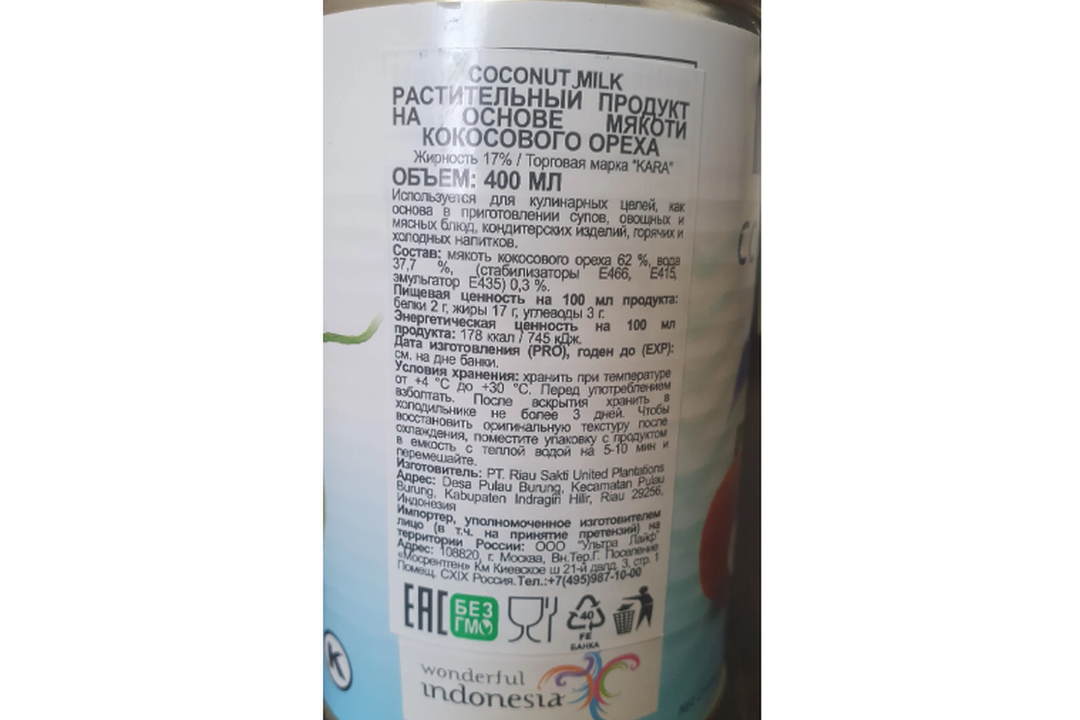 COCONUT MILK
РАСТИТЕЛЬНЫЙ ПРОДУКТ
НА ОСНОВЕ МЯКОТИ
КОКОСОВОГО ОРЕХА
Жирность 17% / Торговая марка "KARA"
ОБЪЕМ: 400 МЛ
Используется для кулинарных целей, как
основа в приготовлении супов, овощных и
мясных блюд, кондитерских изделий, горячих и
холодных напитков.
Состав: мякоть кокосового ореха 62 %, вода
37,7 %, (стабилизаторы Е466, Е415,
эмульгатор Е435) 0,3 %.
Пищевая ценность на 100 мл продукта:
белки 2 г, жиры 17 г, углеводы 3 г.
Энергетическая ценность на 100 мл
продукта: 178 ккал / 745 кДж.
Дата изготовления (PRO), годен до (EXP):
см. на дне банки.
Условия хранения: хранить при температуре
от +4 °С до +30 °С. Перед употреблением
взболтать. После вскрытия хранить в
холодильнике не более 3 дней. Чтобы
восстановить оригинальную текстуру после
охлаждения, поместите упаковку с продуктом
в емкость с теплой водой на 5-10 мин и
перемешайте.
Изготовитель: PT. Riau Sakti United Plantations
Адрес: Desa Pulau Burung, Kecamatan Pulau
Burung, Kabupaten Indragiri Hilir, Riau 29256,
Индонезия
Импортер, уполномоченное изготовителем
лицо (в т.ч. на принятие претензий) на
территории России: ООО "Ультра Лайф"
Адрес: 108820, г. Москва, Вн.Тер.Г. Поселение
«Мосрентген» Км Киевское ш 21-й двлд. 3, стр. 1
Помещ. CXIX Россия.Тел.:+7(495)987-10-00
EAC БЕЗ ГМО
40
FE
БАНКА
K
wonderful
indonesia